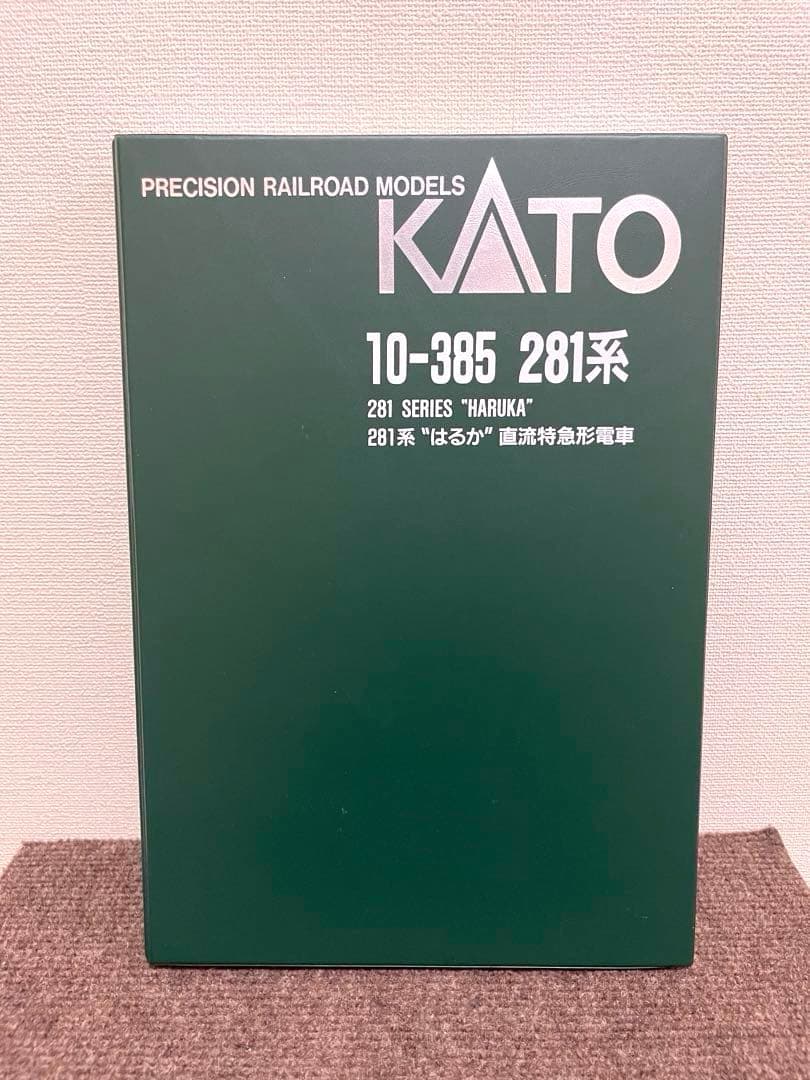 PRECISION RAILROAD MODELS
KATO
10-385 281系
281 SERIES "HARUKA"
281系 〝はるか〟 直流特急形電車